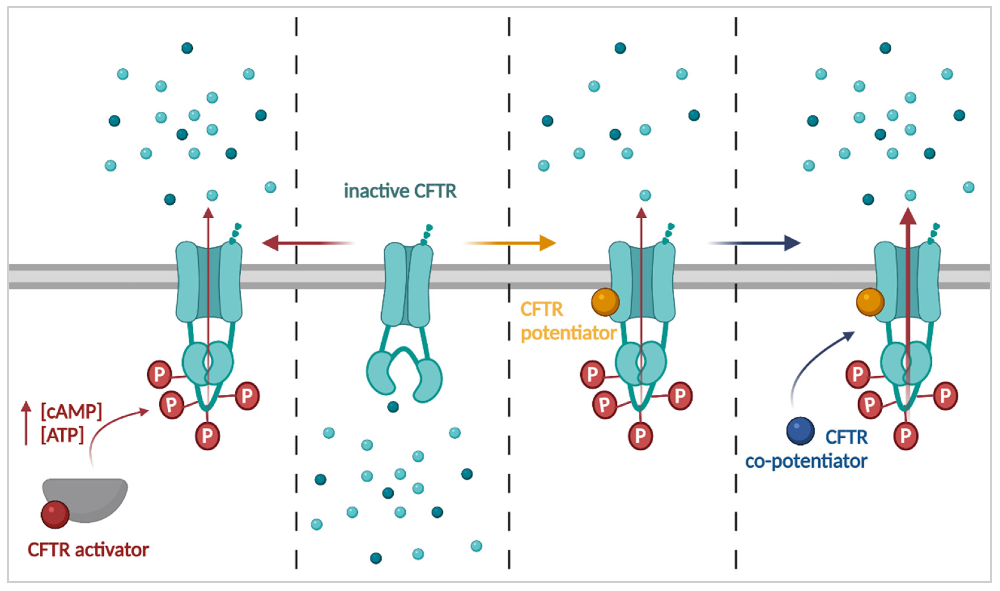 inactive CFTR
CFTR
potentiator
P
P
P
P
[cAMP]
[ATP]
CFTR activator
P
P
P
P
P
P
P
P
CFTR
co-potentiator